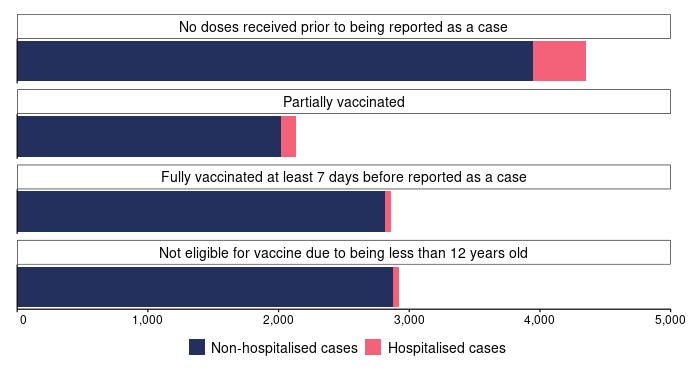 No doses received prior to being reported as a case
Partially vaccinated
Fully vaccinated at least 7 days before reported as a case
Not eligible for vaccine due to being less than 12 years old
0 1,000 2,000 3,000 4,000 5,000
Non-hospitalised cases Hospitalised cases